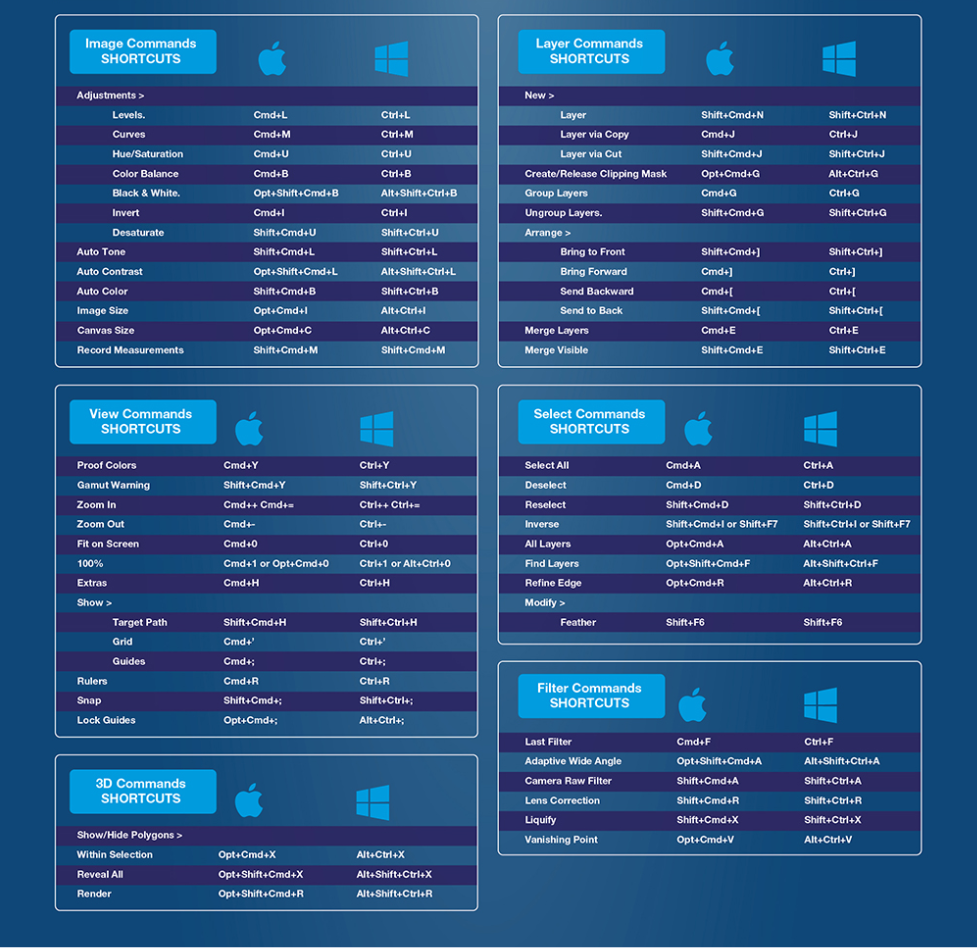 Image Commands
SHORTCUTS
Adjustments >
Levels. Cmd+L Ctrl+L
Curves Cmd+M Ctrl+M
Hue/Saturation Cmd+U Ctrl+U
Color Balance Cmd+B Ctrl+B
Black & White. Opt+Shift+Cmd+B Alt+Shift+Ctrl+B
Invert Cmd+I Ctrl+I
Desaturate Shift+Cmd+U Shift+Ctrl+U
Auto Tone Shift+Cmd+L Shift+Ctrl+L
Auto Contrast Opt+Shift+Cmd+L Alt+Shift+Ctrl+L
Auto Color Shift+Cmd+B Shift+Ctrl+B
Image Size Opt+Cmd+I Alt+Ctrl+I
Canvas Size Opt+Cmd+C Alt+Ctrl+C
Record Measurements Shift+Cmd+M Shift+Cmd+M
Layer Commands
SHORTCUTS
New >
Layer Shift+Cmd+N Shift+Ctrl+N
Layer via Copy Cmd+J Ctrl+J
Layer via Cut Shift+Cmd+J Shift+Ctrl+J
Create/Release Clipping Mask Opt+Cmd+G Alt+Ctrl+G
Group Layers Cmd+G Ctrl+G
Ungroup Layers. Shift+Cmd+G Shift+Ctrl+G
Arrange >
Bring to Front Shift+Cmd+] Shift+Ctrl+]
Bring Forward Cmd+] Ctrl+]
Send Backward Cmd+[ Ctrl+[
Send to Back Shift+Cmd+[ Shift+Ctrl+[
Merge Layers Cmd+E Ctrl+E
Merge Visible Shift+Cmd+E Shift+Ctrl+E
View Commands
SHORTCUTS
Proof Colors Cmd+Y Ctrl+Y
Gamut Warning Shift+Cmd+Y Shift+Ctrl+Y
Zoom In Cmd++ Cmd+= Ctrl++ Ctrl+=
Zoom Out Cmd+- Ctrl+-
Fit on Screen Cmd+0 Ctrl+0
100% Cmd+1 or Opt+Cmd+0 Ctrl+1 or Alt+Ctrl+0
Extras Cmd+H Ctrl+H
Show >
Target Path Shift+Cmd+H Shift+Ctrl+H
Grid Cmd+' Ctrl+'
Guides Cmd+; Ctrl+;
Rulers Cmd+R Ctrl+R
Snap Shift+Cmd+; Shift+Ctrl+;
Lock Guides Opt+Cmd+; Alt+Ctrl+;
Select Commands
SHORTCUTS
Select All Cmd+A Ctrl+A
Deselect Cmd+D Ctrl+D
Reselect Shift+Cmd+D Shift+Ctrl+D
Inverse Shift+Cmd+I or Shift+F7 Shift+Ctrl+I or Shift+F7
All Layers Opt+Cmd+A Alt+Ctrl+A
Find Layers Opt+Shift+Cmd+F Alt+Shift+Ctrl+F
Refine Edge Opt+Cmd+R Alt+Ctrl+R
Modify >
Feather Shift+F6 Shift+F6
Filter Commands
SHORTCUTS
Last Filter Cmd+F Ctrl+F
Adaptive Wide Angle Opt+Shift+Cmd+A Alt+Shift+Ctrl+A
Camera Raw Filter Shift+Cmd+A Shift+Ctrl+A
Lens Correction Shift+Cmd+R Shift+Ctrl+R
Liquify Shift+Cmd+X Shift+Ctrl+X
Vanishing Point Opt+Cmd+V Alt+Ctrl+V
3D Commands
SHORTCUTS
Show/Hide Polygons >
Within Selection Opt+Cmd+X Alt+Ctrl+X
Reveal All Opt+Shift+Cmd+X Alt+Shift+Ctrl+X
Render Opt+Shift+Cmd+R Alt+Shift+Ctrl+R